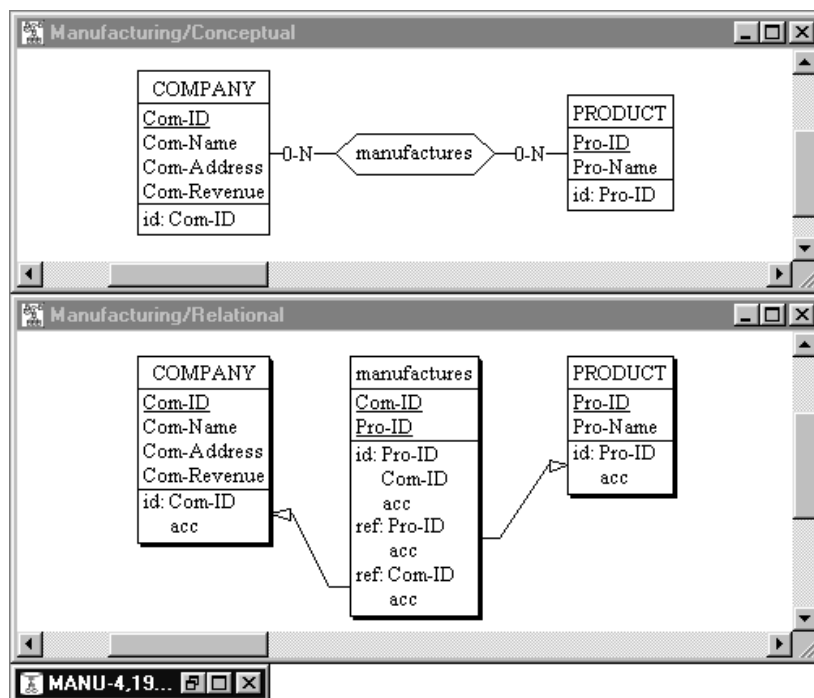 Manufacturing/Conceptual
COMPANY
Com-ID
Com-Name
Com-Address
Com-Revenue
id: Com-ID
0-N
manufactures
0-N
PRODUCT
Pro-ID
Pro-Name
id: Pro-ID
Manufacturing/Relational
COMPANY
Com-ID
Com-Name
Com-Address
Com-Revenue
id: Com-ID
acc
manufactures
Com-ID
Pro-ID
id: Pro-ID
Com-ID
acc
ref: Pro-ID
acc
ref: Com-ID
acc
PRODUCT
Pro-ID
Pro-Name
id: Pro-ID
acc
MANU-4,19...